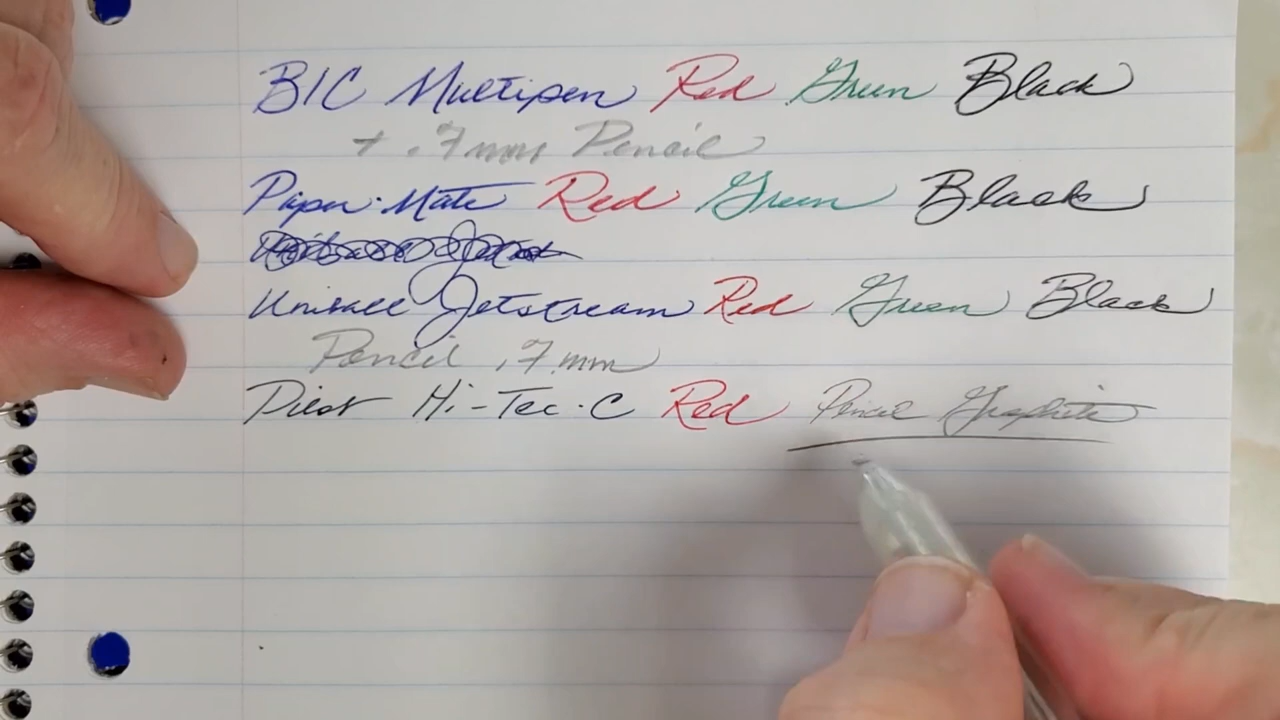 BIC Multipen Red Green Black
+ .7mm Pencil
Paper-Mate Red Green Black
Uniball Jetstream Red Green Black
Pencil .7mm
Pilot Hi-Tec-C Red Pencil Graphite